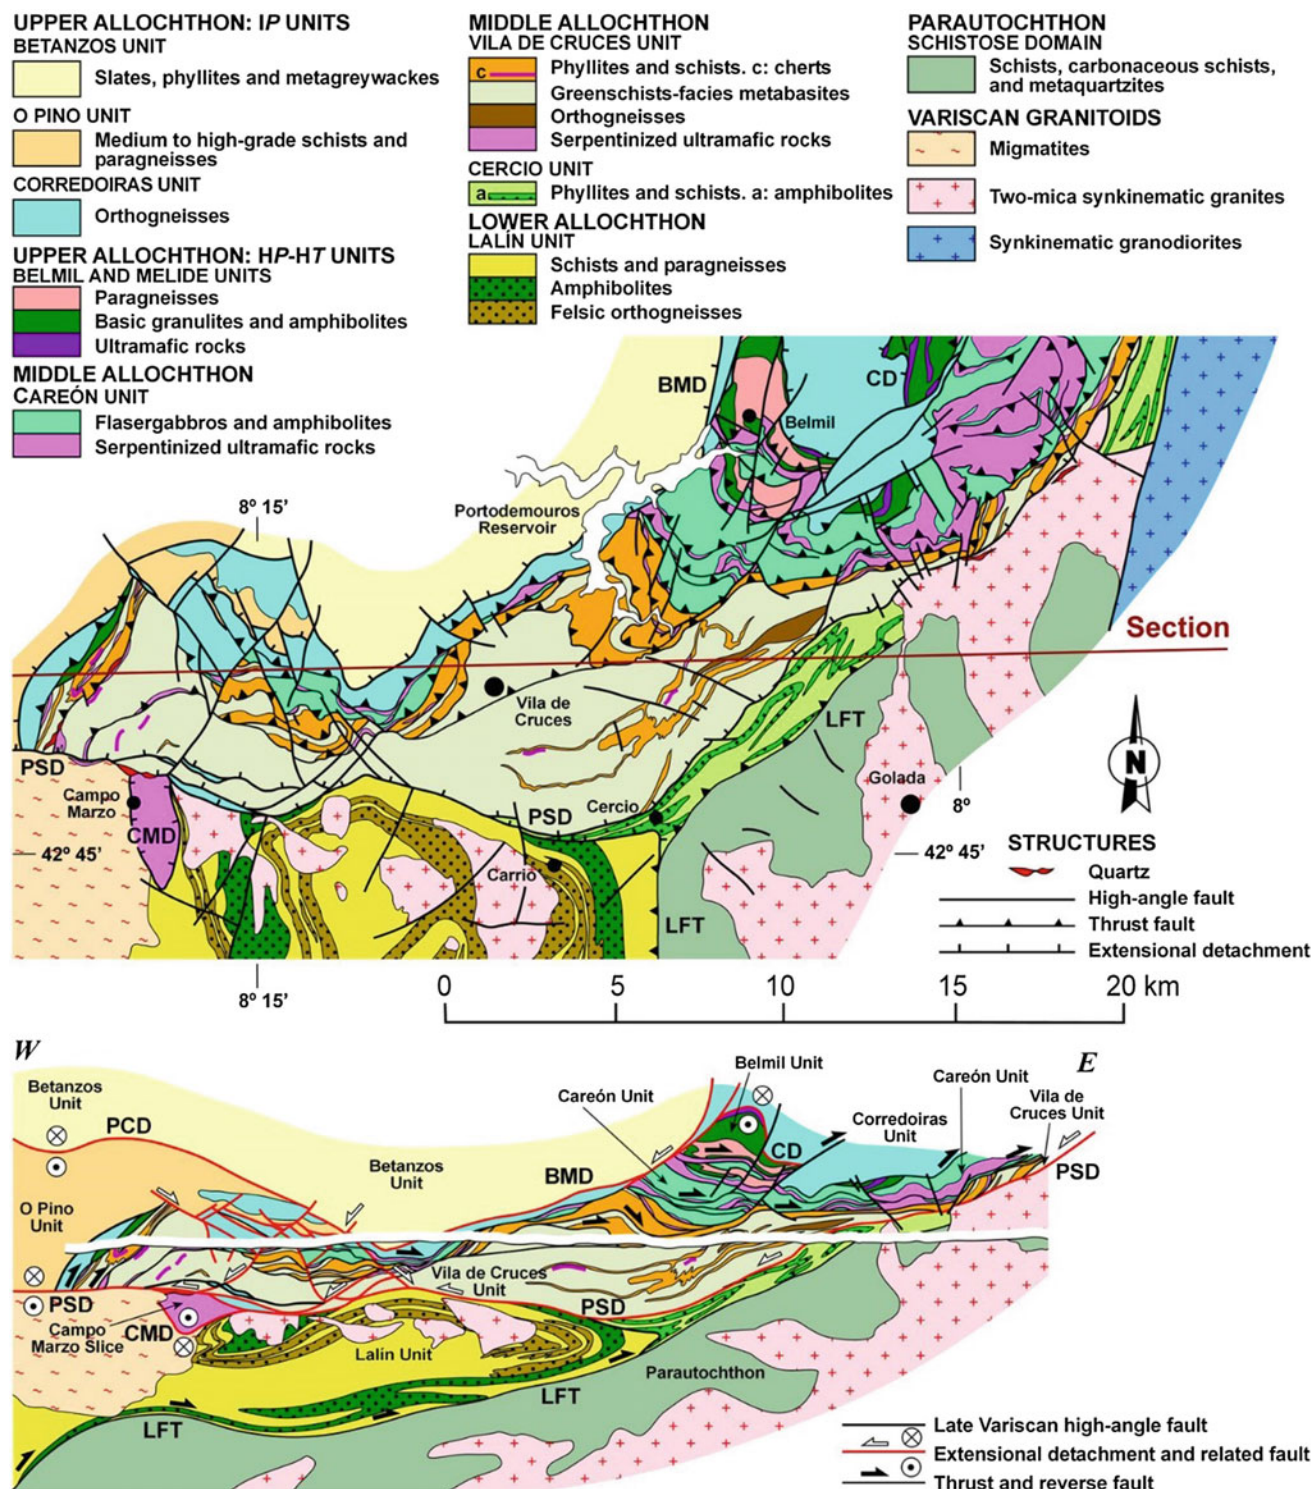 UPPER ALLOCHTHON: IP UNITS
BETANZOS UNIT
Slates, phyllites and metagreywackes
O PINO UNIT
Medium to high-grade schists and
paragneisses
CORREDOIRAS UNIT
Orthogneisses
UPPER ALLOCHTHON: HP-HT UNITS
BELMIL AND MELIDE UNITS
Paragneisses
Basic granulites and amphibolites
Ultramafic rocks
MIDDLE ALLOCHTHON
CAREÓN UNIT
Flasergabbros and amphibolites
Serpentinized ultramafic rocks
MIDDLE ALLOCHTHON
VILA DE CRUCES UNIT
c
Phyllites and schists. c: cherts
Greenschists-facies metabasites
Orthogneisses
Serpentinized ultramafic rocks
CERCIO UNIT
a
Phyllites and schists. a: amphibolites
LOWER ALLOCHTHON
LALÍN UNIT
Schists and paragneisses
Amphibolites
Felsic orthogneisses
PARAUTOCHTHON
SCHISTOSE DOMAIN
Schists, carbonaceous schists,
and metaquartzites
VARISCAN GRANITOIDS
Migmatites
Two-mica synkinematic granites
Synkinematic granodiorites
BMD
CD
Belmil
8º 15’
Portodemouros
Reservoir
Section
Vila de
Cruces
LFT
PSD
N
Campo
Marzo
Cercio
PSD
Golada
8º
CMD
42º 45’
42º 45’
Carrio
LFT
STRUCTURES
Quartz
High-angle fault
Thrust fault
Extensional detachment
8º 15’
0
5
10
15
20 km
W
E
Betanzos
Unit
PCD
Belmil Unit
Careón Unit
Careón Unit
Vila de
Cruces Unit
Corredoiras
Unit
CD
BMD
PSD
Betanzos
Unit
O Pino
Unit
Vila de Cruces
Unit
PSD
PSD
Campo
Marzo Slice
CMD
Lalín Unit
Parautochthon
LFT
LFT
Late Variscan high-angle fault
Extensional detachment and related fault
Thrust and reverse fault